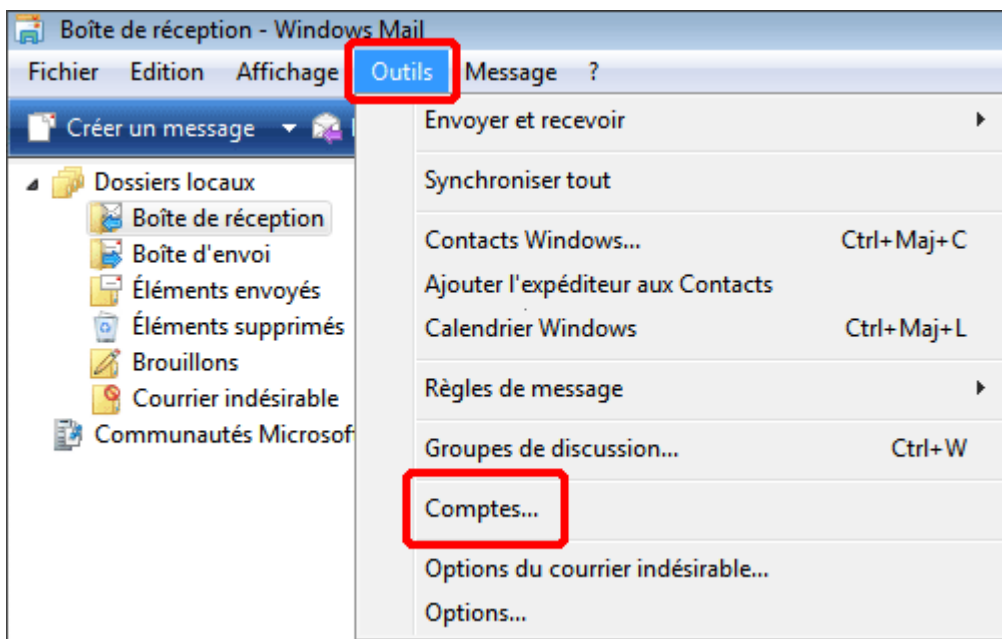 Boîte de réception - Windows Mail
Fichier Edition Affichage Outils Message ?
Créer un message
Dossiers locaux
Boîte de réception
Boîte d'envoi
Éléments envoyés
Éléments supprimés
Brouillons
Courrier indésirable
Communautés Microsof
Envoyer et recevoir
Synchroniser tout
Contacts Windows... Ctrl+Maj+C
Ajouter l'expéditeur aux Contacts
Calendrier Windows Ctrl+Maj+L
Règles de message
Groupes de discussion... Ctrl+W
Comptes...
Options du courrier indésirable...
Options...